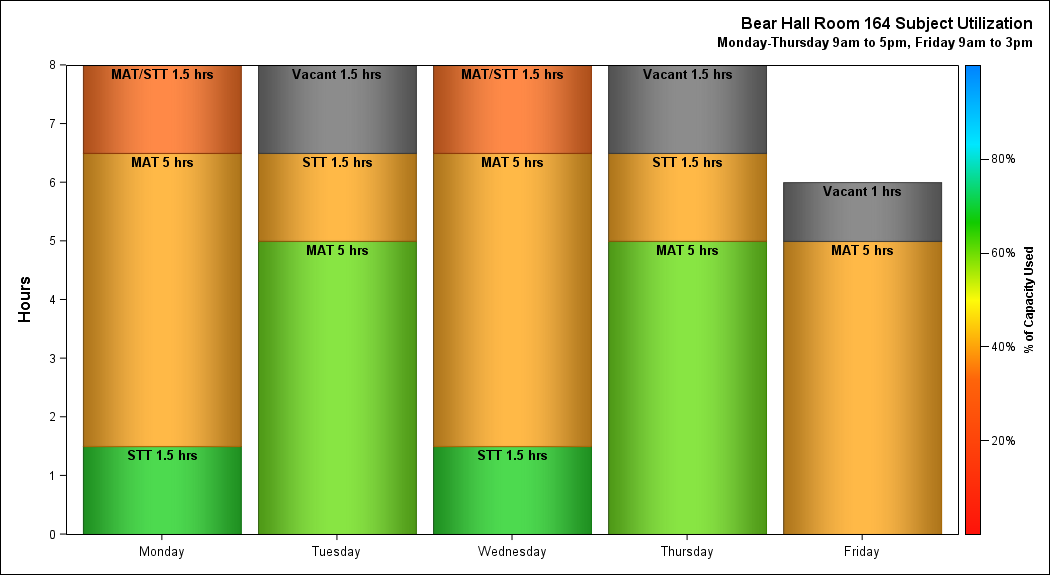 Bear Hall Room 164 Subject Utilization
Monday-Thursday 9am to 5pm, Friday 9am to 3pm
Hours
8
7
6
5
4
3
2
1
0
MAT/STT 1.5 hrs
MAT 5 hrs
STT 1.5 hrs
Monday
Vacant 1.5 hrs
STT 1.5 hrs
MAT 5 hrs
Tuesday
MAT/STT 1.5 hrs
MAT 5 hrs
STT 1.5 hrs
Wednesday
Vacant 1.5 hrs
STT 1.5 hrs
MAT 5 hrs
Thursday
Vacant 1 hrs
MAT 5 hrs
Friday
80%
60%
40%
20%
% of Capacity Used